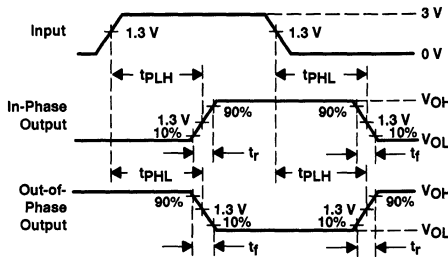 3 V
Input
1.3 V
1.3 V
0 V
tPLH
tPHL
In-Phase
Output
VOH
90%
90%
1.3 V
1.3 V
10%
10%
VOL
tPHL
tr
tPLH
tf
Out-of-
Phase
Output
VOH
90%
90%
1.3 V
1.3 V
10%
10%
VOL
tf
tr